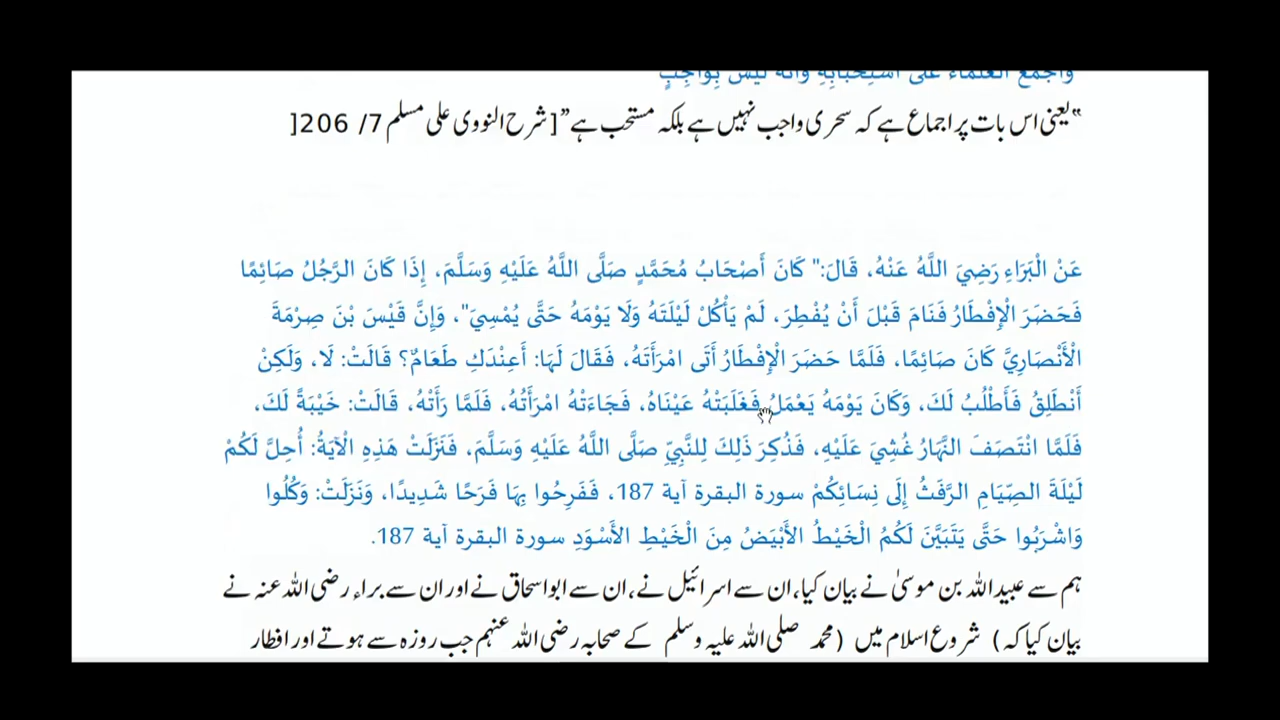 وَأَجْمَعَ الْعُلَمَاءُ عَلَى اسْتِحْبَابِهِ وَأَنَّهُ لَيْسَ بِوَاجِبٍ
”یعنی اس بات پر اجماع ہے کہ سحری واجب نہیں ہے بلکہ مستحب ہے“ [شرح النووی علی مسلم 7/ 206[
عَنْ الْبَرَاءِ رَضِيَ اللَّهُ عَنْهُ، قَالَ:" كَانَ أَصْحَابُ مُحَمَّدٍ صَلَّى اللَّهُ عَلَيْهِ وَسَلَّمَ، إِذَا كَانَ الرَّجُلُ صَائِمًا
فَحَضَرَ الْإِفْطَارُ فَنَامَ قَبْلَ أَنْ يُفْطِرَ، لَمْ يَأْكُلْ لَيْلَتَهُ وَلَا يَوْمَهُ حَتَّى يُمْسِيَ"، وَإِنَّ قَيْسَ بْنَ صِرْمَةَ
الْأَنْصَارِيَّ كَانَ صَائِمًا، فَلَمَّا حَضَرَ الْإِفْطَارُ أَتَى امْرَأَتَهُ، فَقَالَ لَهَا: أَعِنْدَكِ طَعَامٌ؟ قَالَتْ: لَا، وَلَكِنْ
أَنْطَلِقُ فَأَطْلُبُ لَكَ، وَكَانَ يَوْمَهُ يَعْمَلُ فَغَلَبَتْهُ عَيْنَاهُ، فَجَاءَتْهُ امْرَأَتُهُ، فَلَمَّا رَأَتْهُ، قَالَتْ: خَيْبَةً لَكَ،
فَلَمَّا انْتَصَفَ النَّهَارُ غُشِيَ عَلَيْهِ، فَذُكِرَ ذَلِكَ لِلنَّبِيِّ صَلَّى اللَّهُ عَلَيْهِ وَسَلَّمَ، فَنَزَلَتْ هَذِهِ الْآيَةُ: أُحِلَّ لَكُمْ
لَيْلَةَ الصِّيَامِ الرَّفَثُ إِلَى نِسَائِكُمْ سورة البقرة آية 187، فَفَرِحُوا بِهَا فَرَحًا شَدِيدًا، وَنَزَلَتْ: وَكُلُوا
وَاشْرَبُوا حَتَّى يَتَبَيَّنَ لَكُمُ الْخَيْطُ الأَبْيَضُ مِنَ الْخَيْطِ الأَسْوَدِ سورة البقرة آية 187.
ہم سے عبیداللہ بن موسیٰ نے بیان کیا، ان سے اسرائیل نے، ان سے ابواسحاق نے اور ان سے براء رضی اللہ عنہ نے
بیان کیا کہ ) شروع اسلام میں (محمد صلی اللہ علیہ وسلم کے صحابہ رضی اللہ عنہم جب روزہ سے ہوتے اور افطار